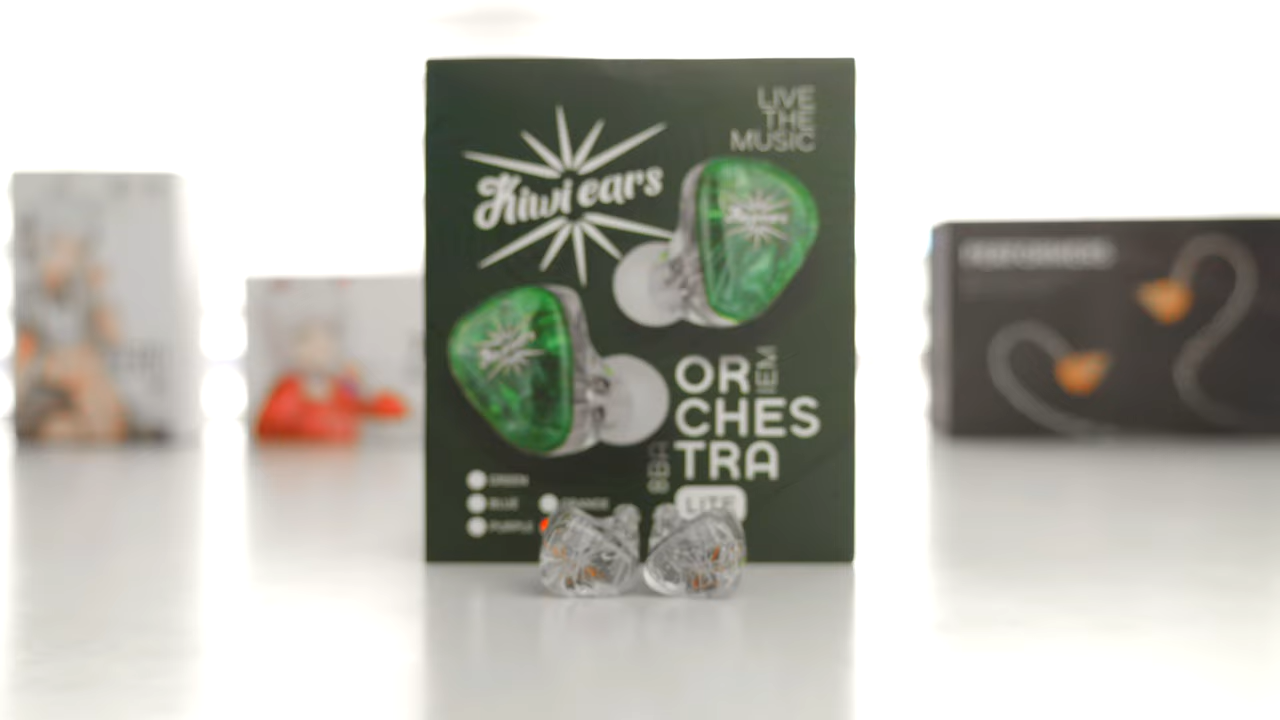 LIVE
THE
MUSIC
Kiwi ears
OR
IEM
CHES
TRA
8BA
LITE
GREEN
BLUE
ORANGE
PURPLE